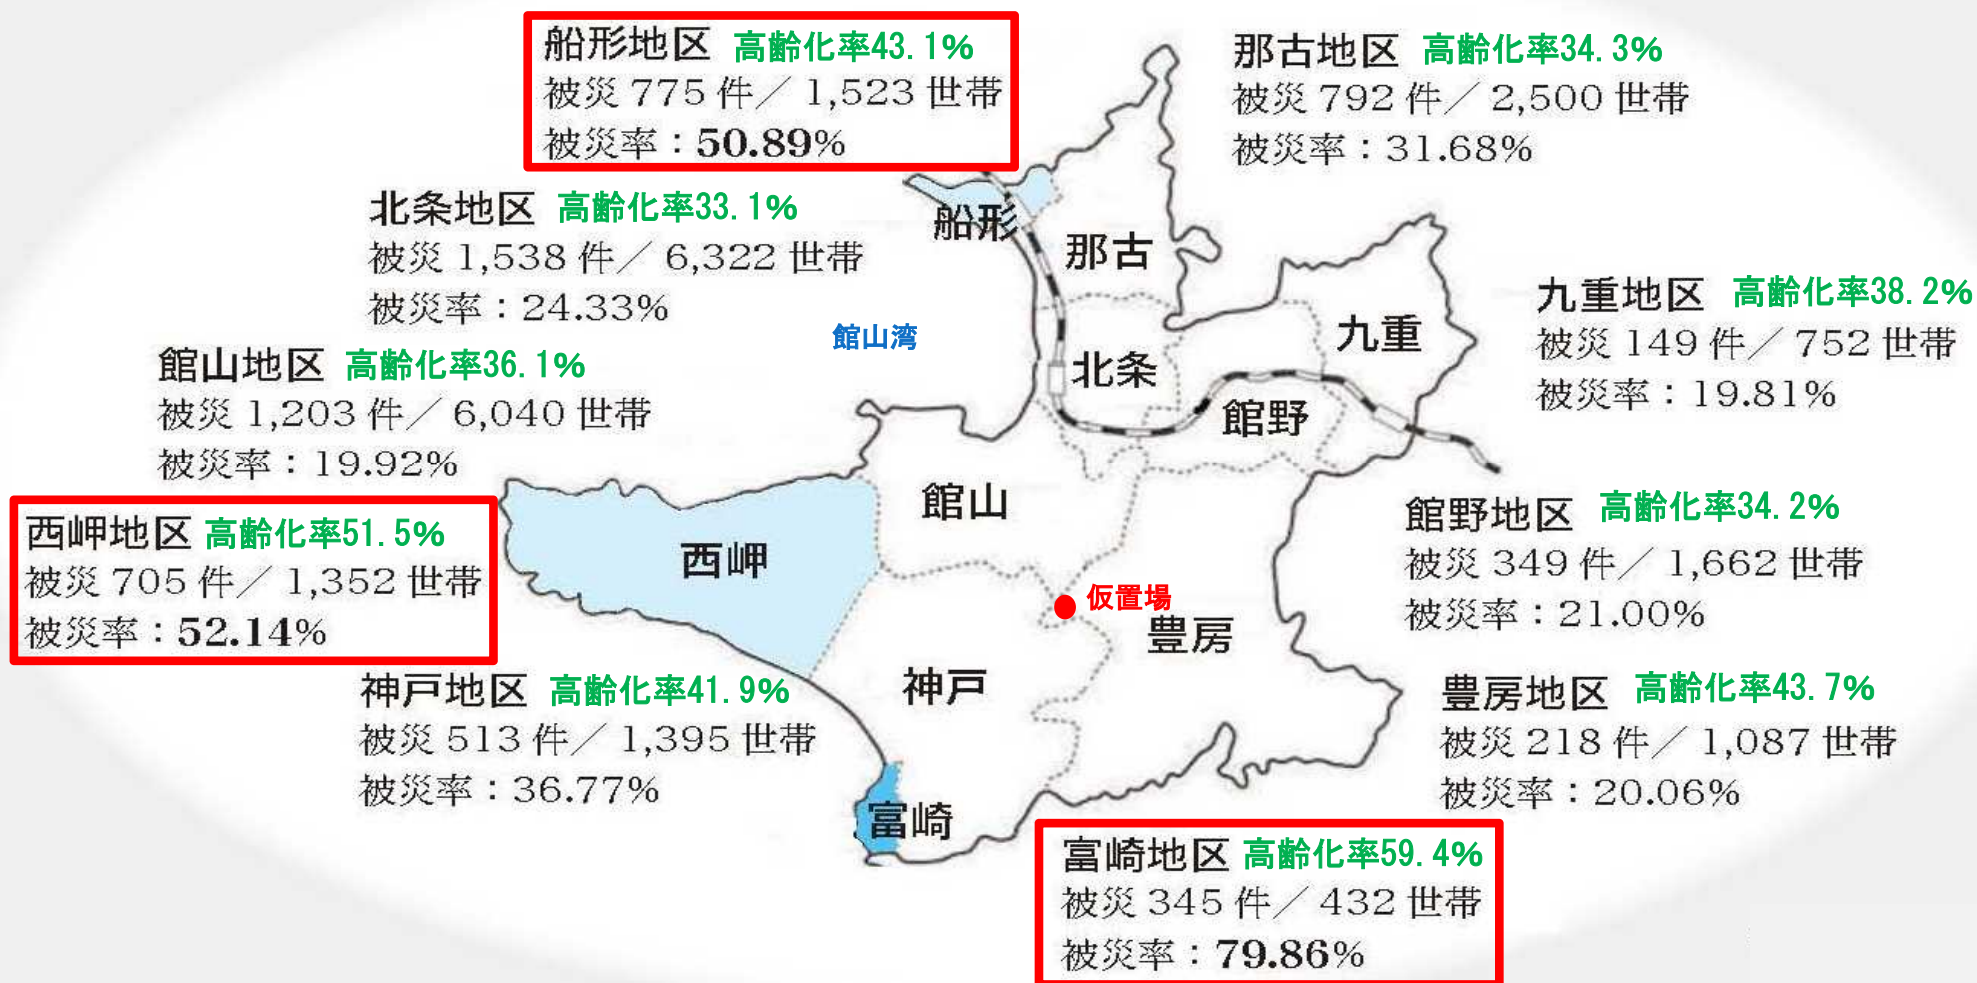 船形地区 高齢化率43.1%
被災 775 件／ 1,523 世帯
被災率：50.89%
那古地区 高齢化率34.3%
被災 792 件／ 2,500 世帯
被災率：31.68%
北条地区 高齢化率33.1%
被災 1,538 件／ 6,322 世帯
被災率：24.33%
九重地区 高齢化率38.2%
被災 149 件／ 752 世帯
被災率：19.81%
館山地区 高齢化率36.1%
被災 1,203 件／ 6,040 世帯
被災率：19.92%
西岬地区 高齢化率51.5%
被災 705 件／ 1,352 世帯
被災率：52.14%
館野地区 高齢化率34.2%
被災 349 件／ 1,662 世帯
被災率：21.00%
神戸地区 高齢化率41.9%
被災 513 件／ 1,395 世帯
被災率：36.77%
豊房地区 高齢化率43.7%
被災 218 件／ 1,087 世帯
被災率：20.06%
富崎地区 高齢化率59.4%
被災 345 件／ 432 世帯
被災率：79.86%
船形
那古
館山湾
北条
九重
館野
館山
西岬
仮置場
豊房
神戸
富崎